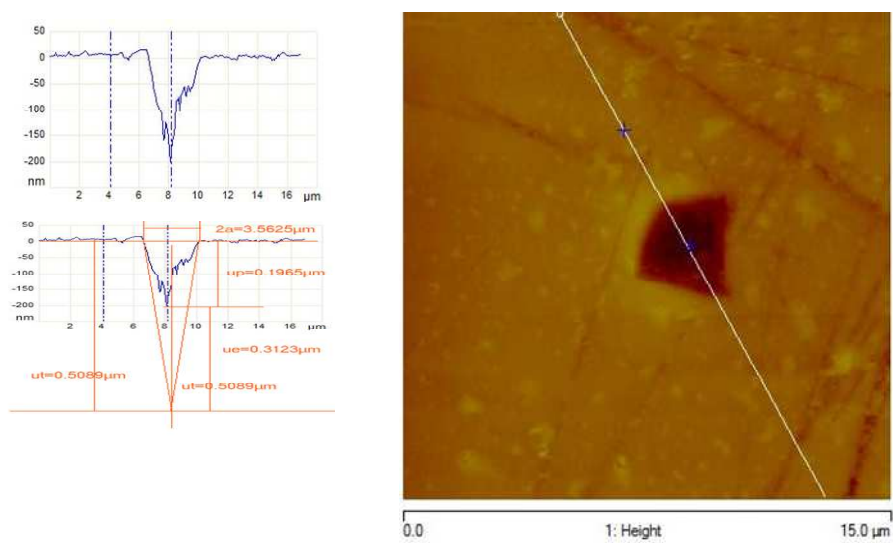 50
0
-50
-100
-150
-200
nm
2 4 6 8 10 12 14 16 µm
50
0
-50
-100
-150
-200
nm
2 4 6 8 10 12 14 16 µm
2a=3.5625µm
up=0.1965µm
ue=0.3123µm
ut=0.5089µm
ut=0.5089µm
0.0 1: Height 15.0 µm